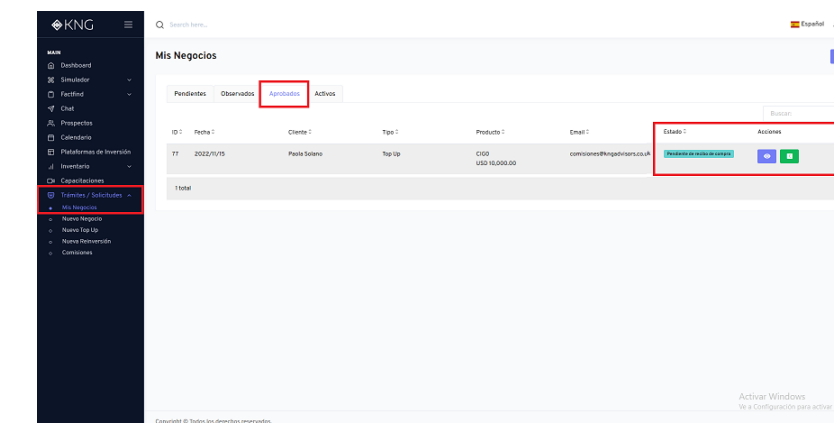 KNG
Search here...
Español
MAIN
Dashboard
Simulador
Factfind
Chat
Prospectos
Calendario
Plataformas de Inversión
Inventario
Capacitaciones
Trámites / Solicitudes
Mis Negocios
Nuevo Negocio
Nuevo Top Up
Nueva Reinversión
Comisiones
Mis Negocios
Pendientes Observados Aprobados Activos
Buscar:
ID Fecha Cliente Tipo Producto Email Estado Acciones
77 2022/11/15 Paola Solano Top Up CIGO comisiones@kngadvisors.co.uk Pendiente de recibo de compra
USD 10,000.00
1 total
Activar Windows
Ve a Configuración para activar
Copyright © Todos los derechos reservados.